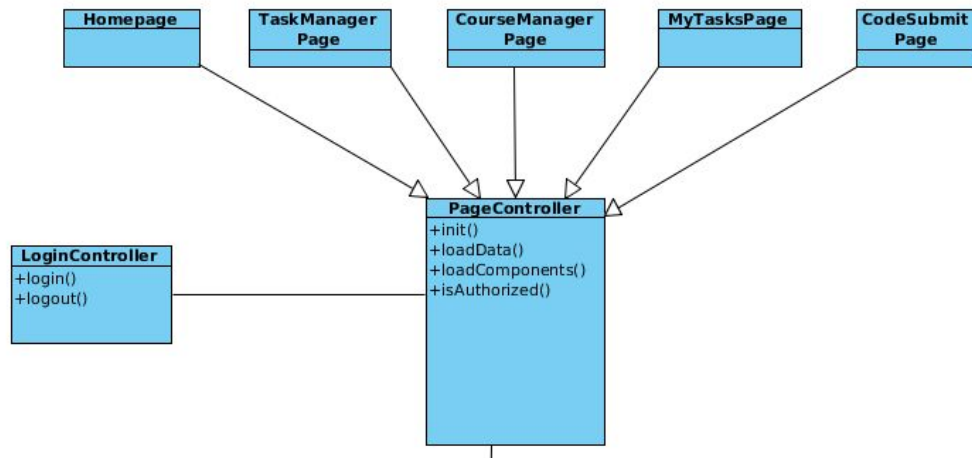 Homepage
TaskManager
Page
CourseManager
Page
MyTasksPage
CodeSubmit
Page
PageController
+init()
+loadData()
+loadComponents()
+isAuthorized()
LoginController
+login()
+logout()